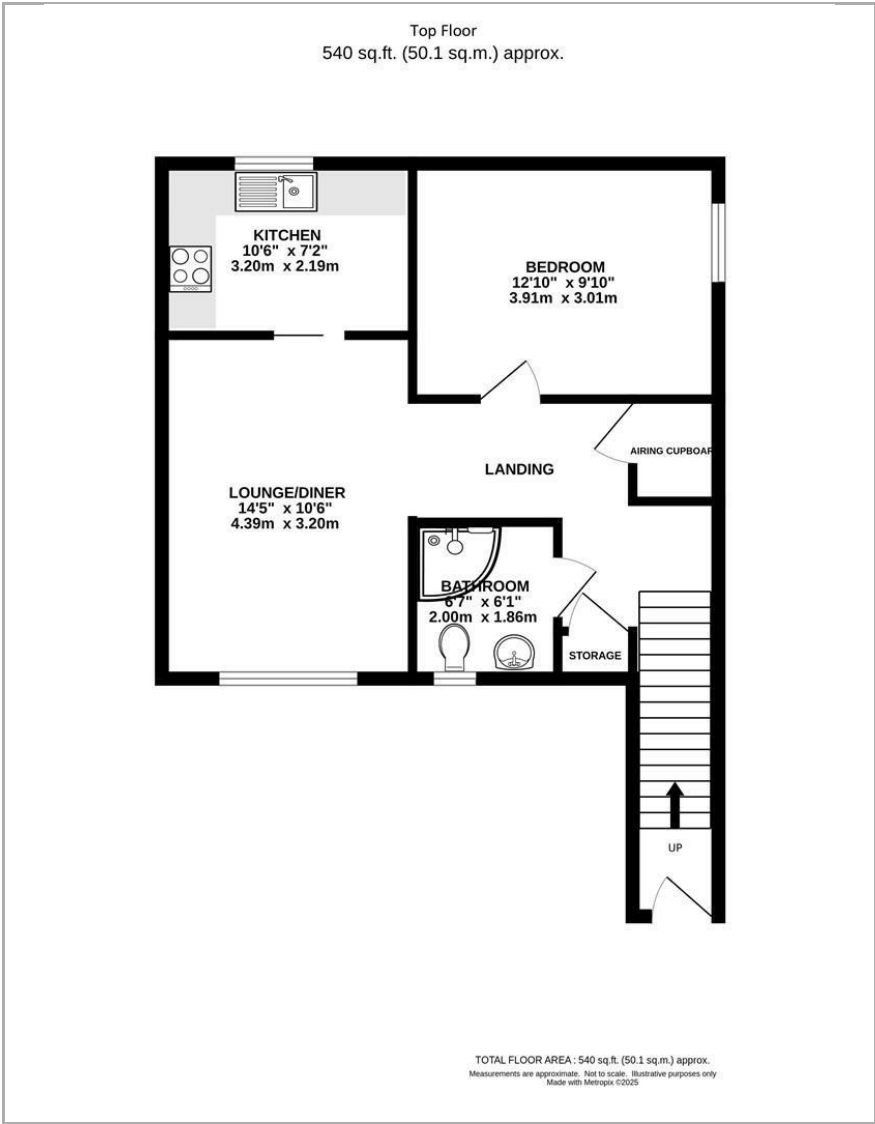 Top Floor
540 sq.ft. (50.1 sq.m.) approx.
KITCHEN
10'6" x 7'2"
3.20m x 2.19m
BEDROOM
12'10" x 9'10"
3.91m x 3.01m
AIRING CUPBOAR
LANDING
LOUNGE/DINER
14'5" x 10'6"
4.39m x 3.20m
BATHROOM
6'7" x 6'1"
2.00m x 1.86m
STORAGE
UP
TOTAL FLOOR AREA : 540 sq.ft. (50.1 sq.m.) approx.
Measurements are approximate. Not to scale. Illustrative purposes only
Made with Metropix ©2025